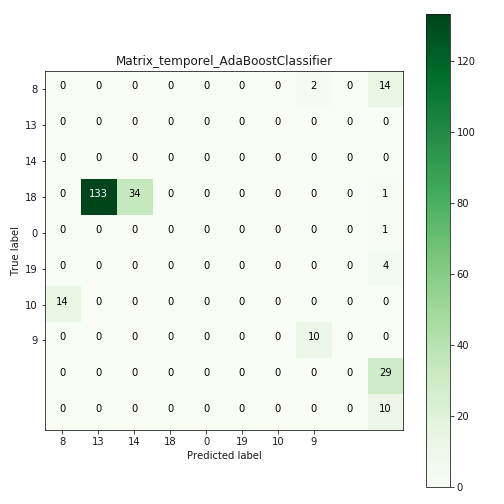 Matrix_temporel_AdaBoostClassifier
8 0 0 0 0 0 0 0 2 0 14
13 0 0 0 0 0 0 0 0 0 0
14 0 0 0 0 0 0 0 0 0 0
18 0 133 34 0 0 0 0 0 0 1
0 0 0 0 0 0 0 0 0 0 1
19 0 0 0 0 0 0 0 0 0 4
10 14 0 0 0 0 0 0 0 0 0
9 0 0 0 0 0 0 0 10 0 0
0 0 0 0 0 0 0 0 0 29
0 0 0 0 0 0 0 0 0 10
8 13 14 18 0 19 10 9
True label
Predicted label
120
100
80
60
40
20
0